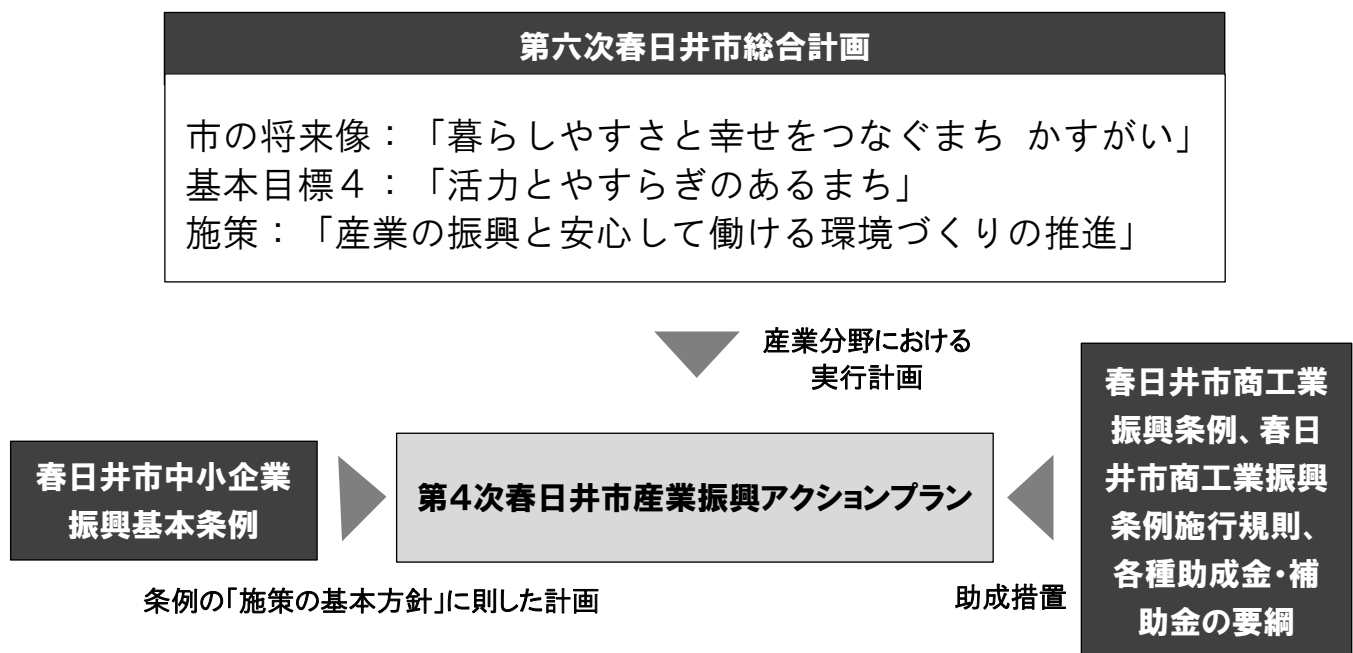 第六次春日井市総合計画
市の将来像：「暮らしやすさと幸せをつなぐまち かすがい」
基本目標４：「活力とやすらぎのあるまち」
施策：「産業の振興と安心して働ける環境づくりの推進」
産業分野における
実行計画
春日井市中小企業
振興基本条例
第４次春日井市産業振興アクションプラン
春日井市商工業
振興条例、春日
井市商工業振興
条例施行規則、
各種助成金・補
助金の要綱
条例の「施策の基本方針」に則した計画
助成措置